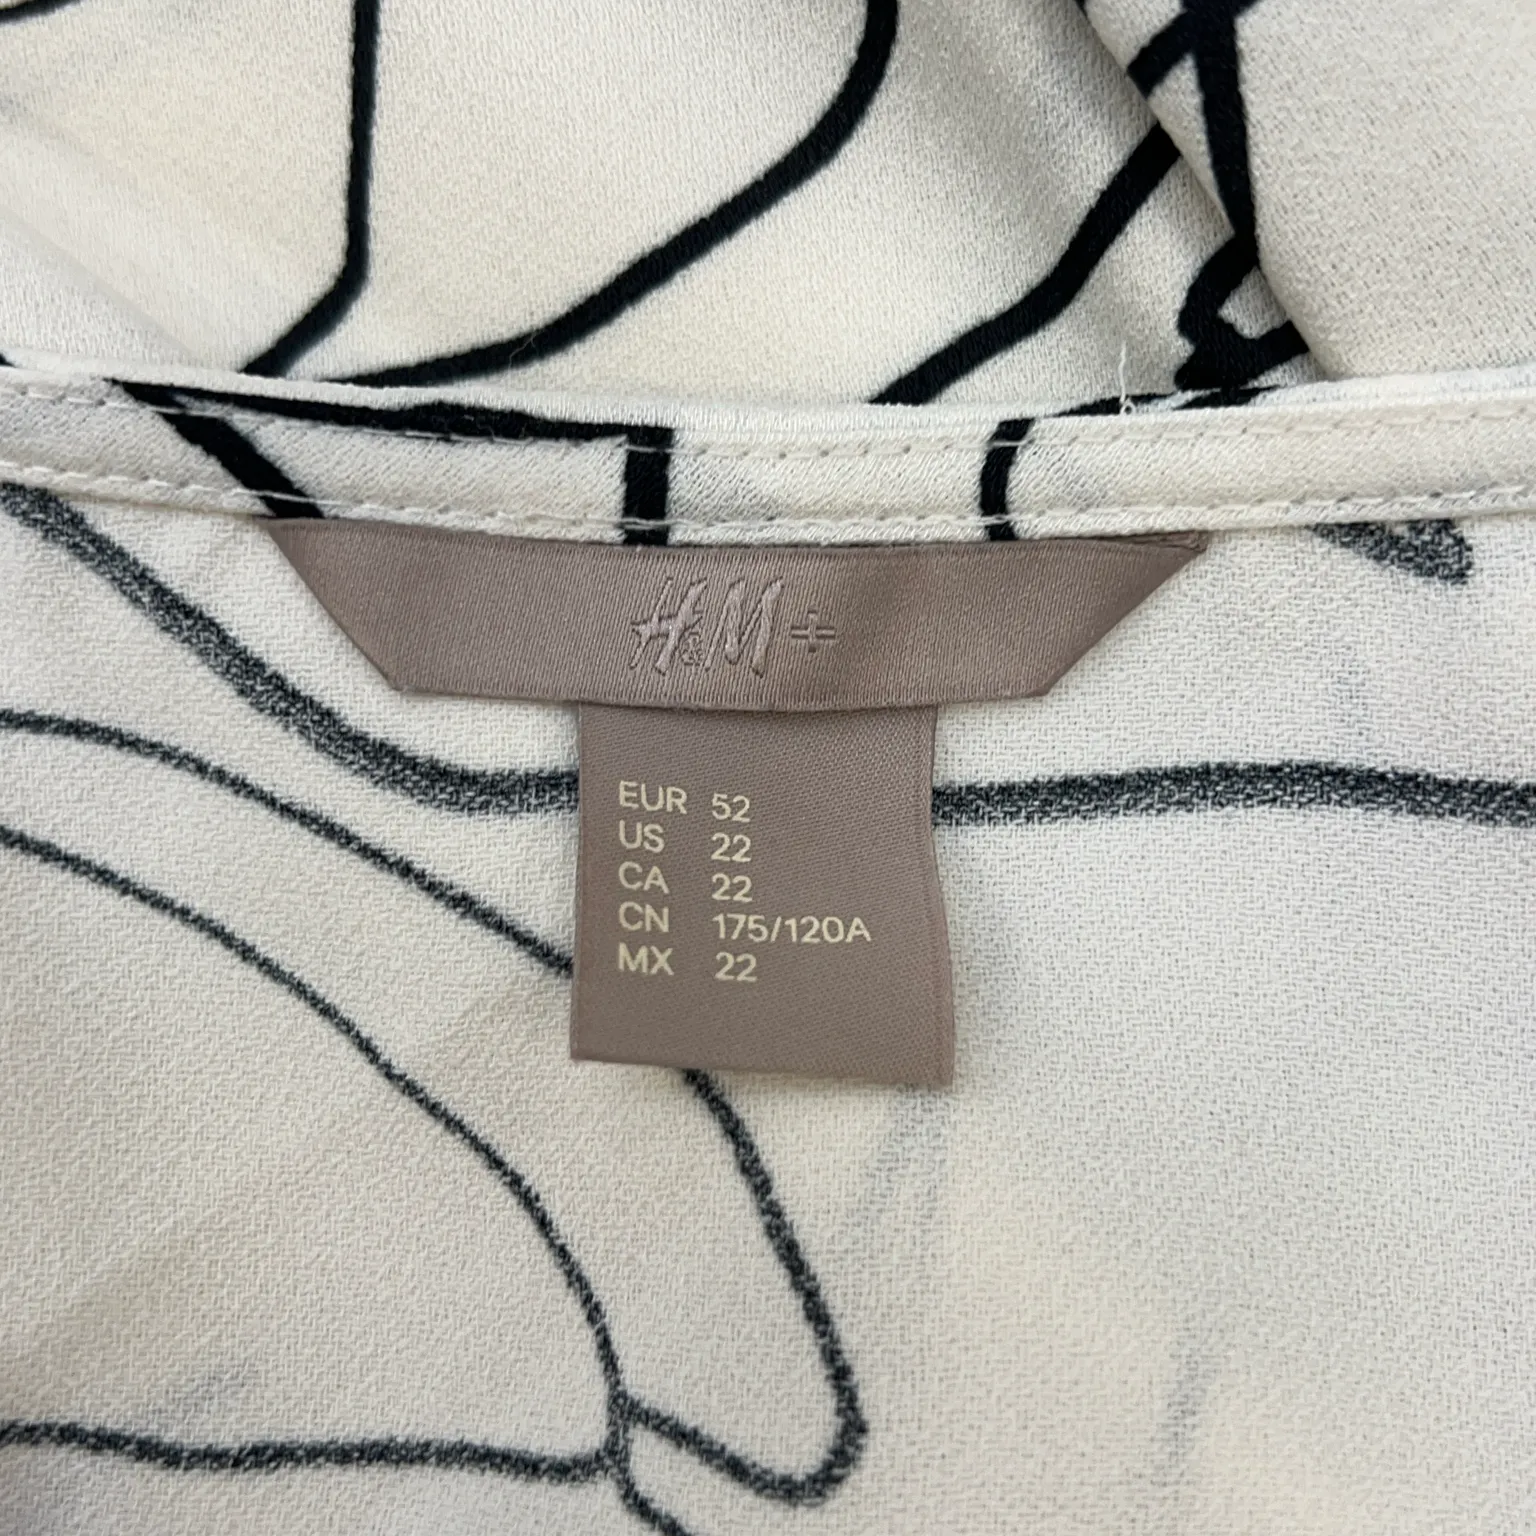 H&M+
EUR 52
US 22
CA 22
CN 175/120A
MX 22